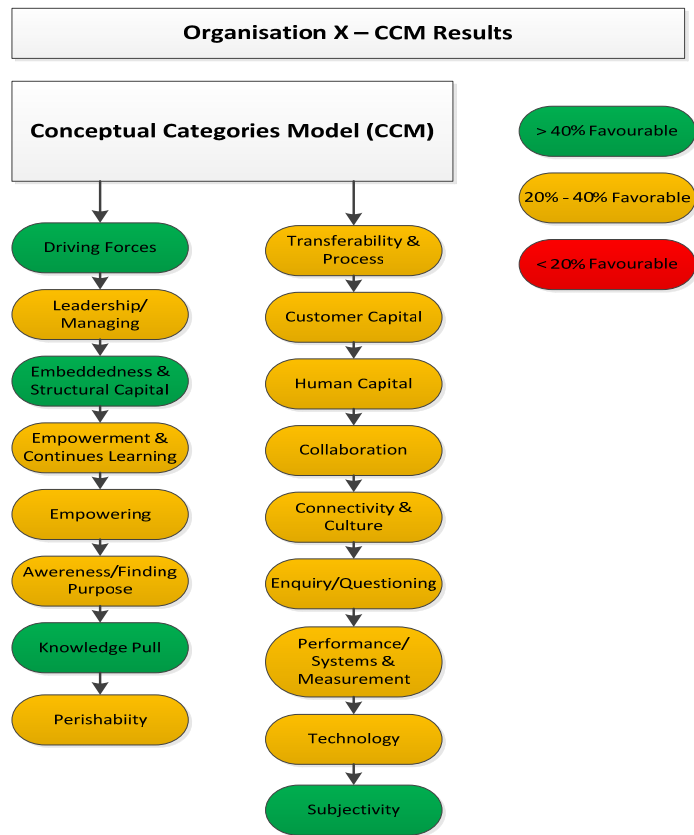 Organisation X – CCM Results
Conceptual Categories Model (CCM)
> 40% Favourable
20% - 40% Favorable
< 20% Favourable
Driving Forces
Leadership/
Managing
Embeddedness &
Structural Capital
Empowerment &
Continues Learning
Empowering
Awereness/Finding
Purpose
Knowledge Pull
Perishabiity
Transferability &
Process
Customer Capital
Human Capital
Collaboration
Connectivity &
Culture
Enquiry/Questioning
Performance/
Systems &
Measurement
Technology
Subjectivity